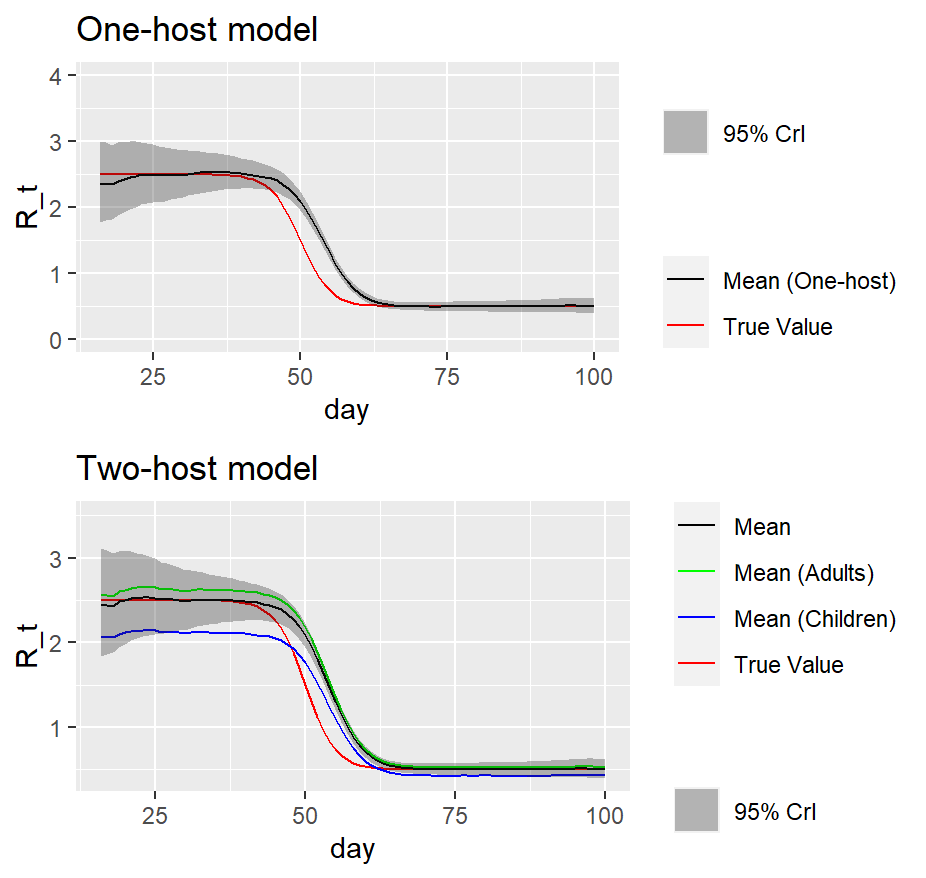 One-host model
4
3
2
1
0
R_t
25 50 75 100
day
95% CrI
Mean (One-host)
True Value
Two-host model
3
2
1
R_t
25 50 75 100
day
Mean
Mean (Adults)
Mean (Children)
True Value
95% CrI